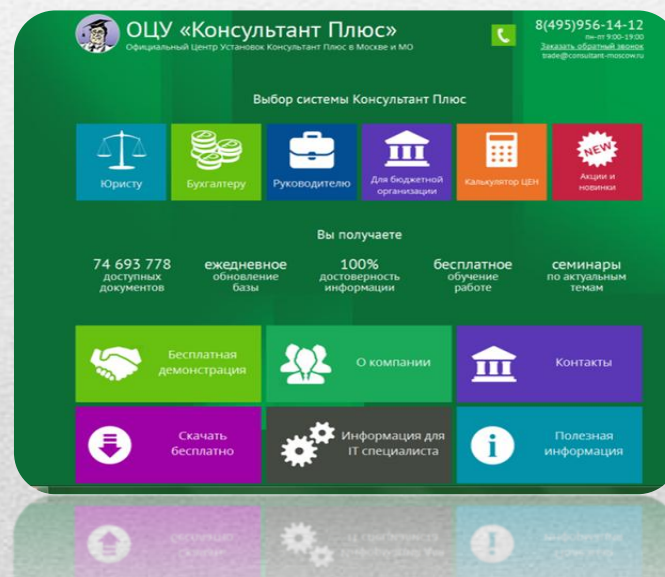 ОЦУ «Консультант Плюс»
Официальный Центр Установок Консультант Плюс в Москве и МО
8(495)956-14-12
пн-пт 9:00-19:00
Заказать обратный звонок
trade@consultant-moscow.ru
Выбор системы Консультант Плюс
Юристу
Бухгалтеру
Руководителю
Для бюджетной
организации
Калькулятор ЦЕН
NEW
Акции и
новинки
Вы получаете
74 693 778
доступных
документов
ежедневное
обновление
базы
100%
достоверность
информации
бесплатное
обучение
работе
семинары
по актуальным
темам
Бесплатная
демонстрация
О компании
Контакты
Скачать
бесплатно
Информация для
IT специалиста
Полезная
информация